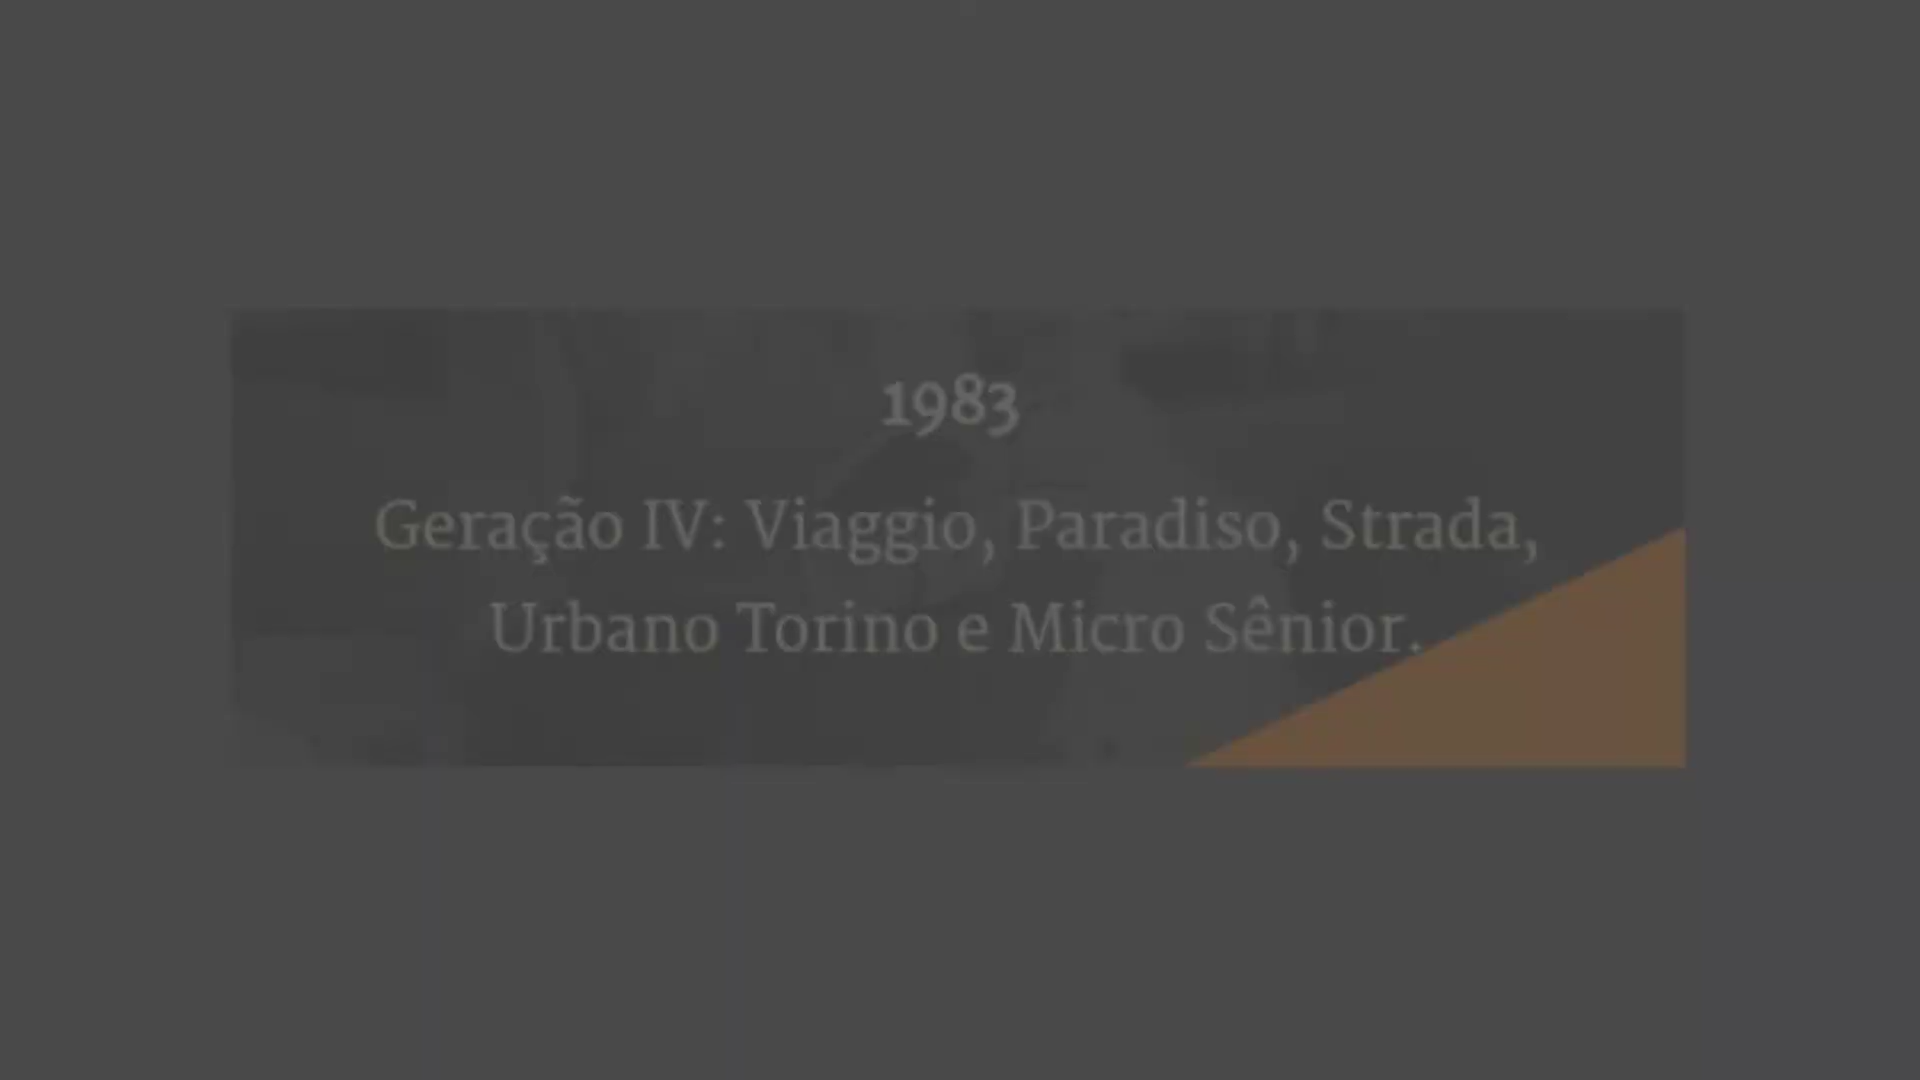 1983
Geração IV: Viaggio, Paradiso, Strada,
Urbano Torino e Micro Sênior.